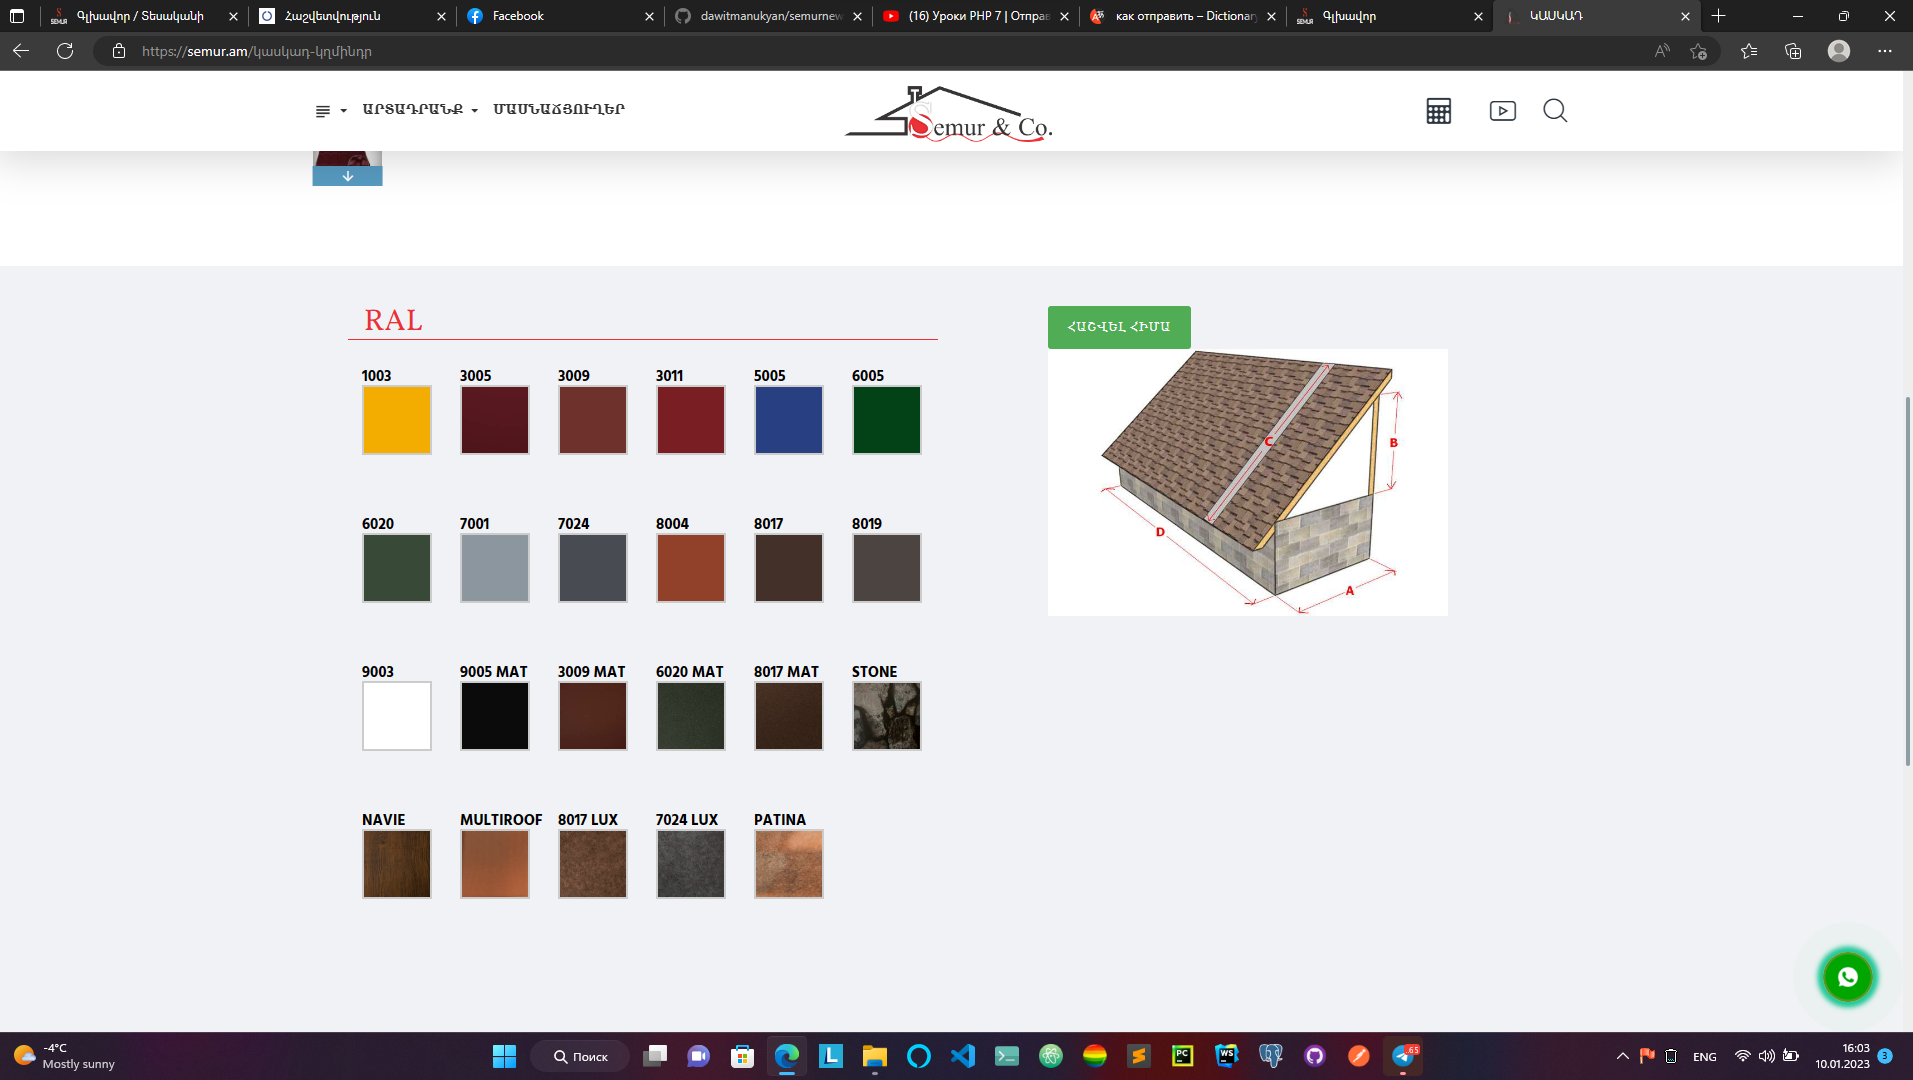 Գլխավոր / Տեսականի
Հաշվետվություն
Facebook
dawitmanukyan/semurnew
(16) Уроки PHP 7 | Отправ
как отправить – Dictionary
Գլխավոր
ԿԱՍԿԱԴ
https://semur.am/կասկադ-կղմինդր
ԱՐՏԱԴՐԱՆՔ
ՄԱՍՆԱՃՅՈՒՂԵՐ
Semur & Co.
RAL
ՀԱՇՎԵԼ ՀԻՄԱ
1003 3005 3009 3011 5005 6005
6020 7001 7024 8004 8017 8019
9003 9005 MAT 3009 MAT 6020 MAT 8017 MAT STONE
NAVIE MULTIROOF 8017 LUX 7024 LUX PATINA
C
B
D
A
-4°C
Mostly sunny
Поиск
.65
ENG
16:03
10.01.2023
3